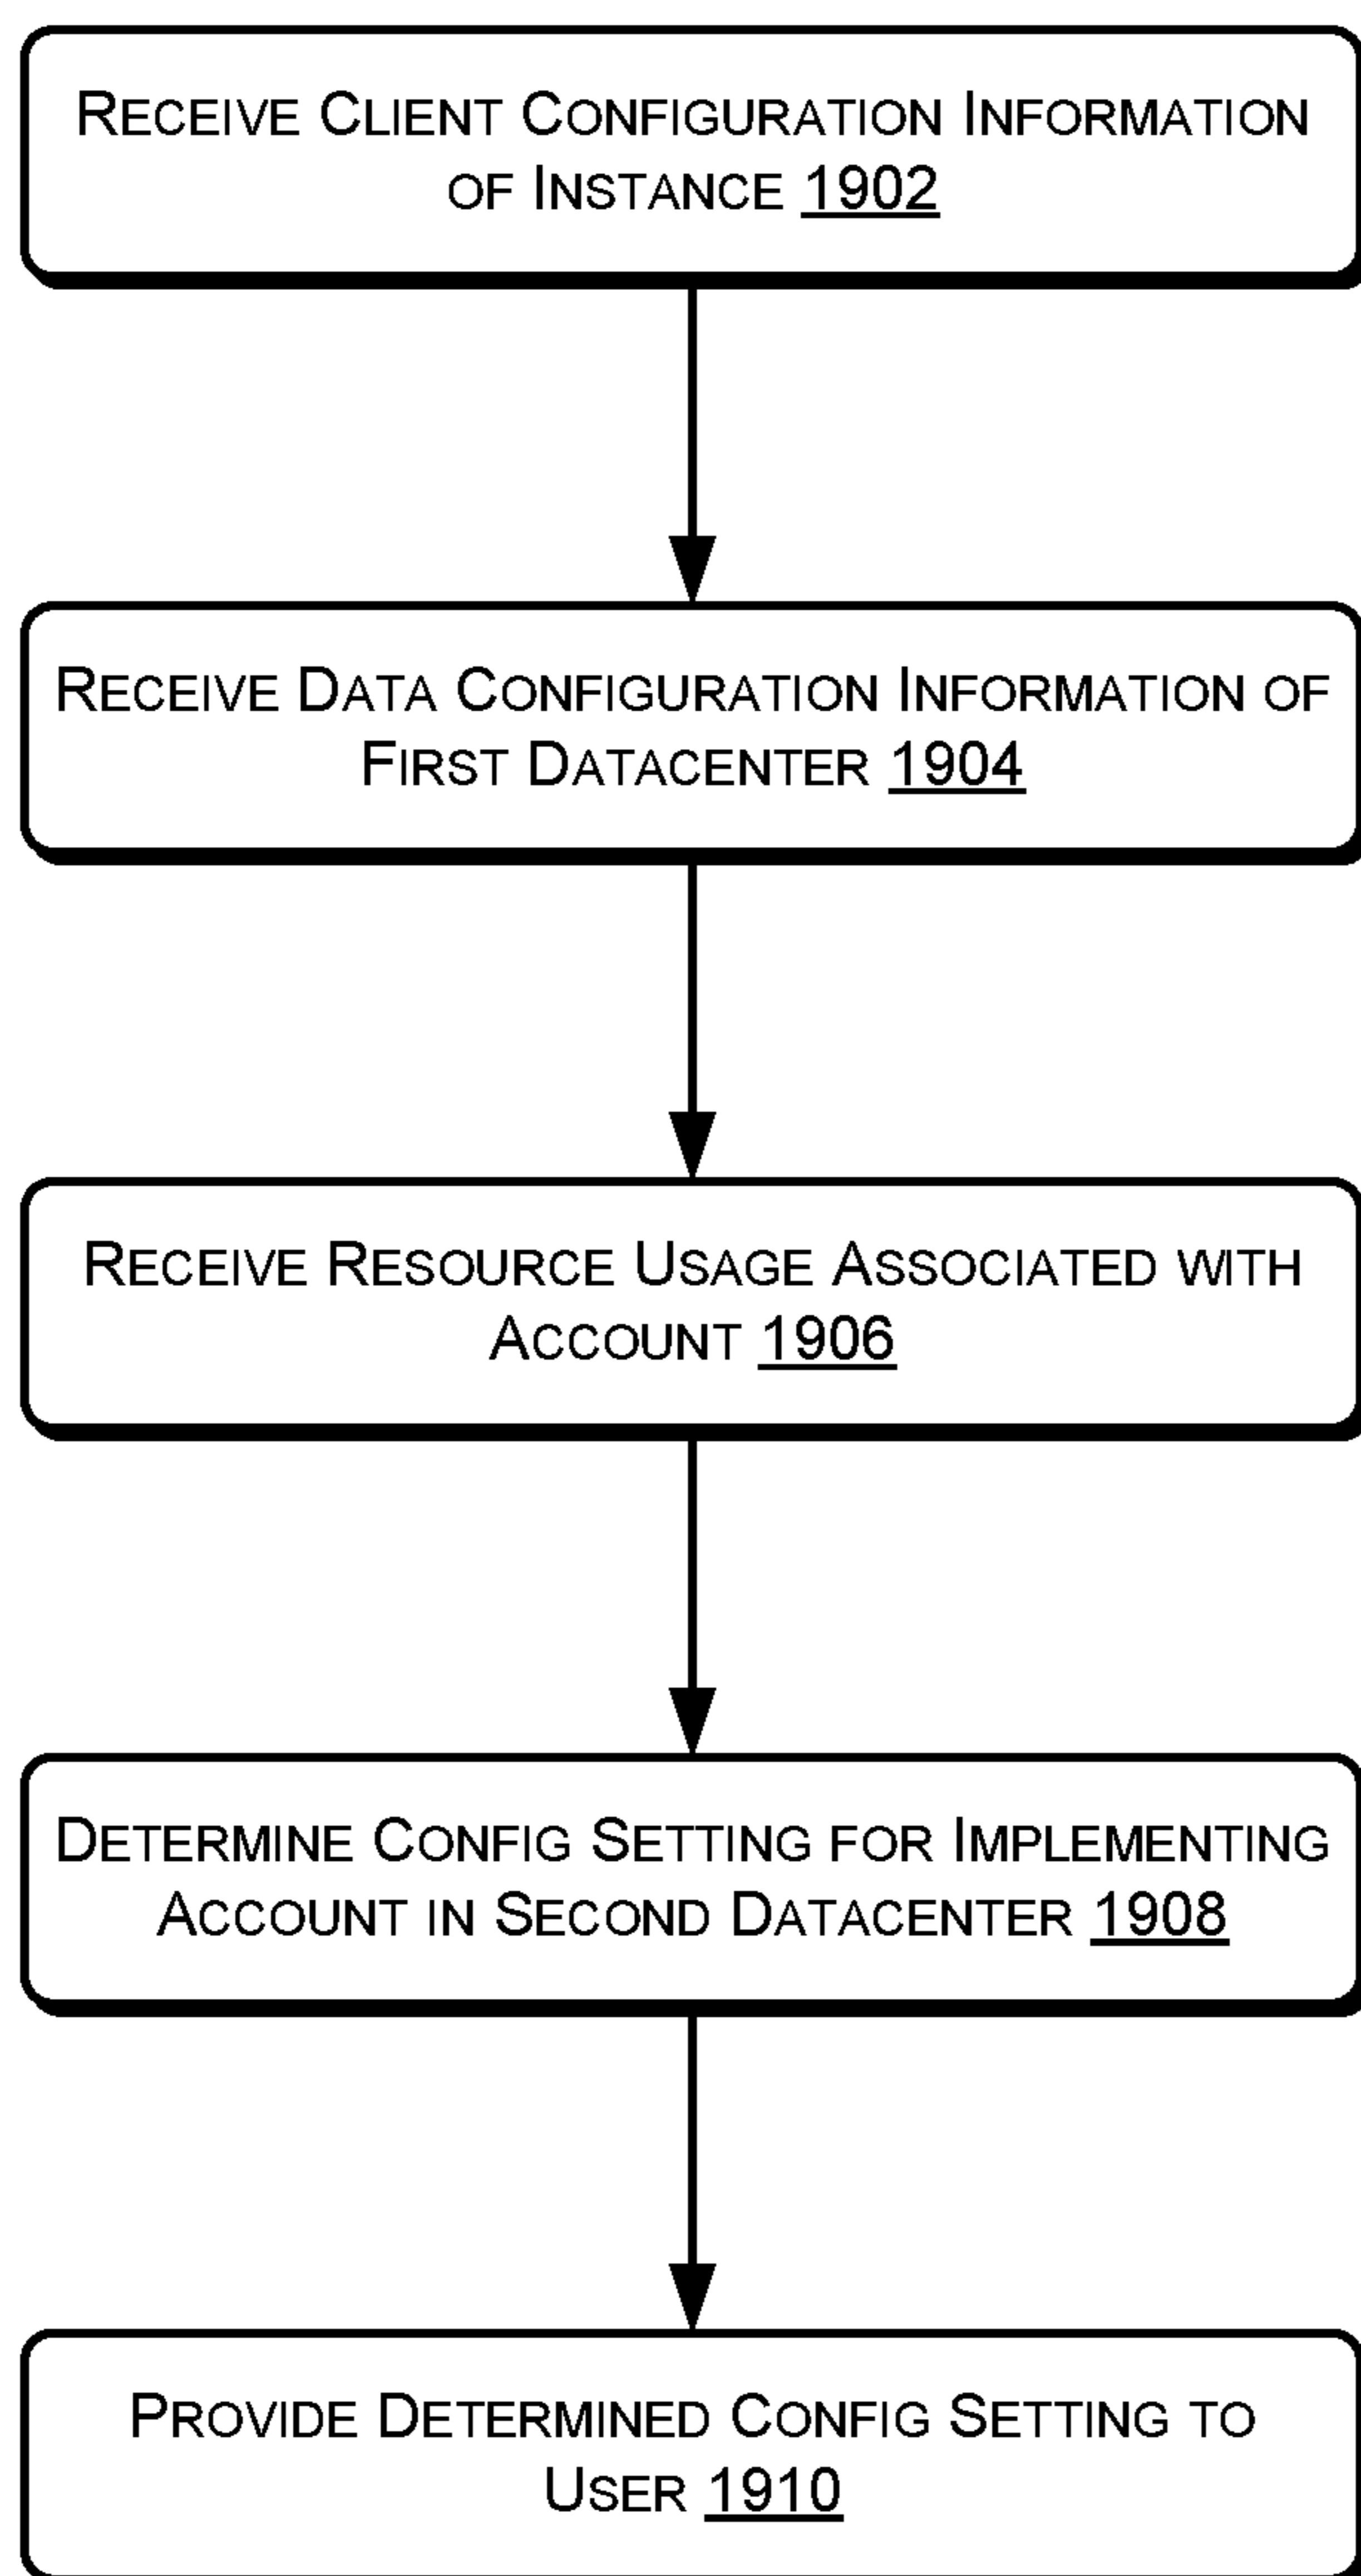 RECEIVE CLIENT CONFIGURATION INFORMATION
OF INSTANCE 1902
RECEIVE DATA CONFIGURATION INFORMATION OF
FIRST DATACENTER 1904
RECEIVE RESOURCE USAGE ASSOCIATED WITH
ACCOUNT 1906
DETERMINE CONFIG SETTING FOR IMPLEMENTING
ACCOUNT IN SECOND DATACENTER 1908
PROVIDE DETERMINED CONFIG SETTING TO
USER 1910